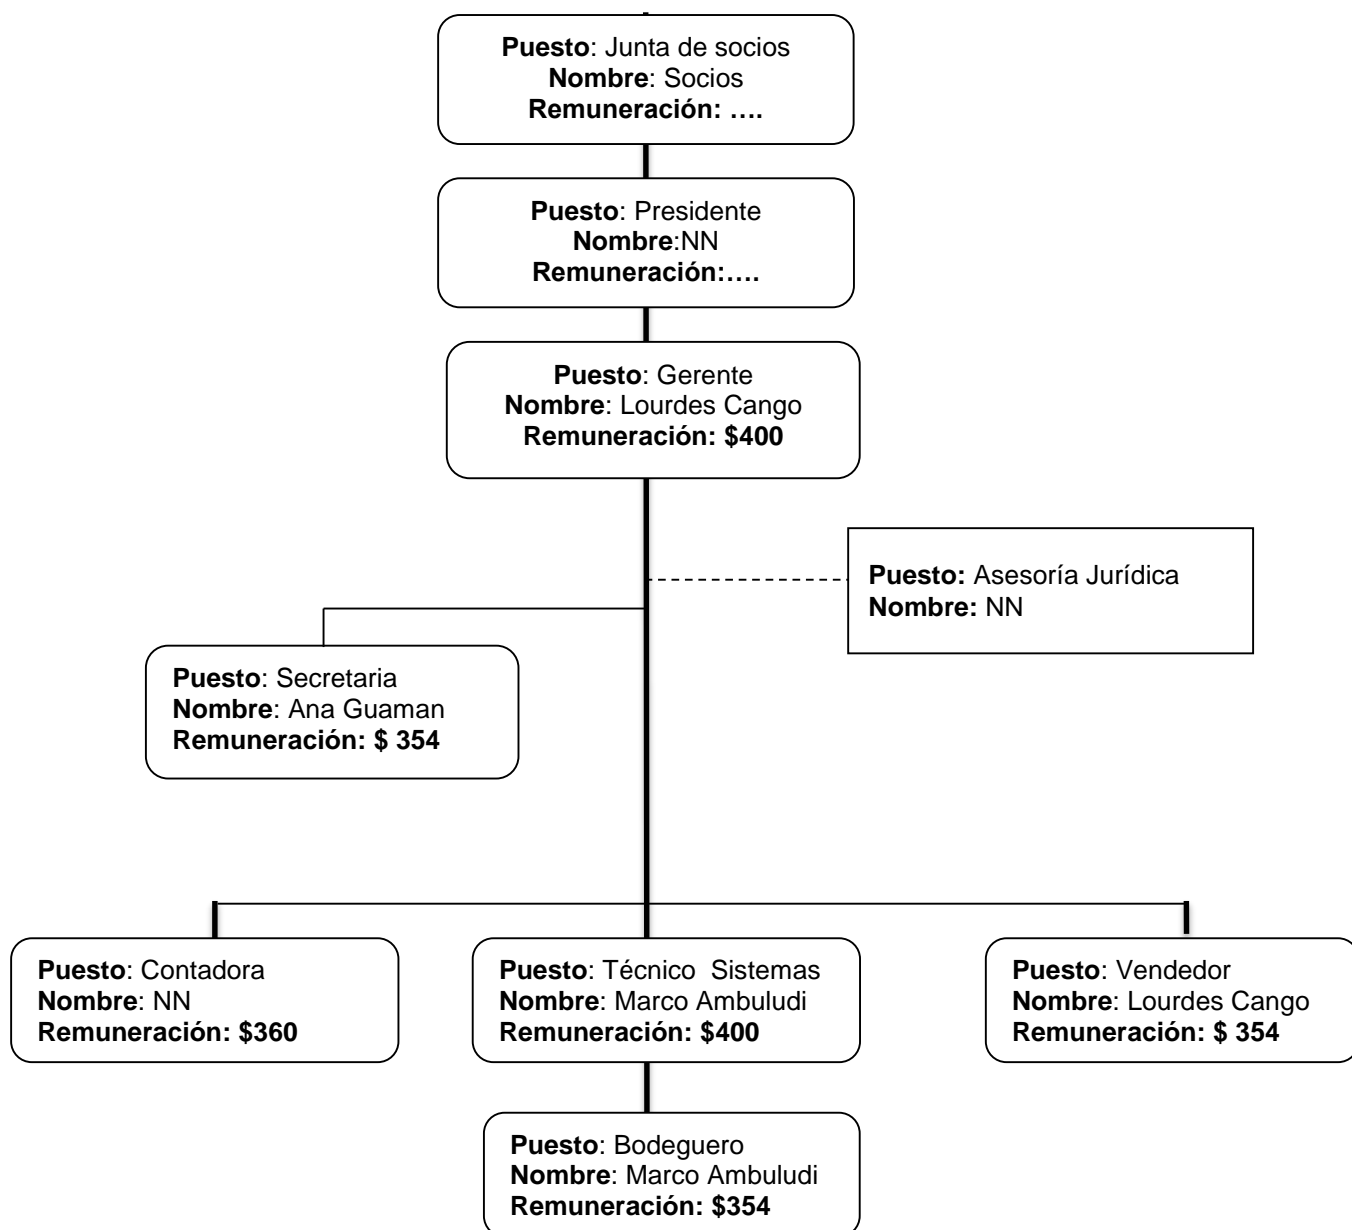 Puesto: Junta de socios
Nombre: Socios
Remuneración: ….
Puesto: Presidente
Nombre:NN
Remuneración:….
Puesto: Gerente
Nombre: Lourdes Cango
Remuneración: $400
Puesto: Asesoría Jurídica
Nombre: NN
Puesto: Secretaria
Nombre: Ana Guaman
Remuneración: $ 354
Puesto: Contadora
Nombre: NN
Remuneración: $360
Puesto: Técnico  Sistemas
Nombre: Marco Ambuludi
Remuneración: $400
Puesto: Vendedor
Nombre: Lourdes Cango
Remuneración: $ 354
Puesto: Bodeguero
Nombre: Marco Ambuludi
Remuneración: $354